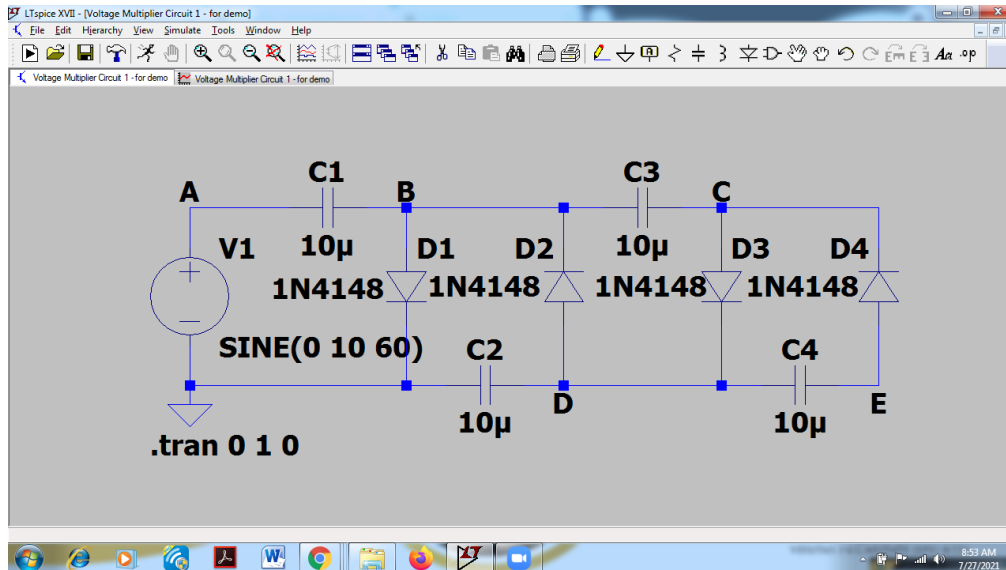 LTspice XVII - [Voltage Multiplier Circuit 1 - for demo]
File Edit Hierarchy View Simulate Tools Window Help
Aa .op
Voltage Multiplier Circuit 1 - for demo Voltage Multiplier Circuit 1 - for demo
C1 C3
A B C
V1 10µ D1 D2 10µ D3 D4
1N4148 1N4148 1N4148 1N4148
SINE(0 10 60) C2 C4
D E
10µ 10µ
.tran 0 1 0
8:53 AM
7/27/2021